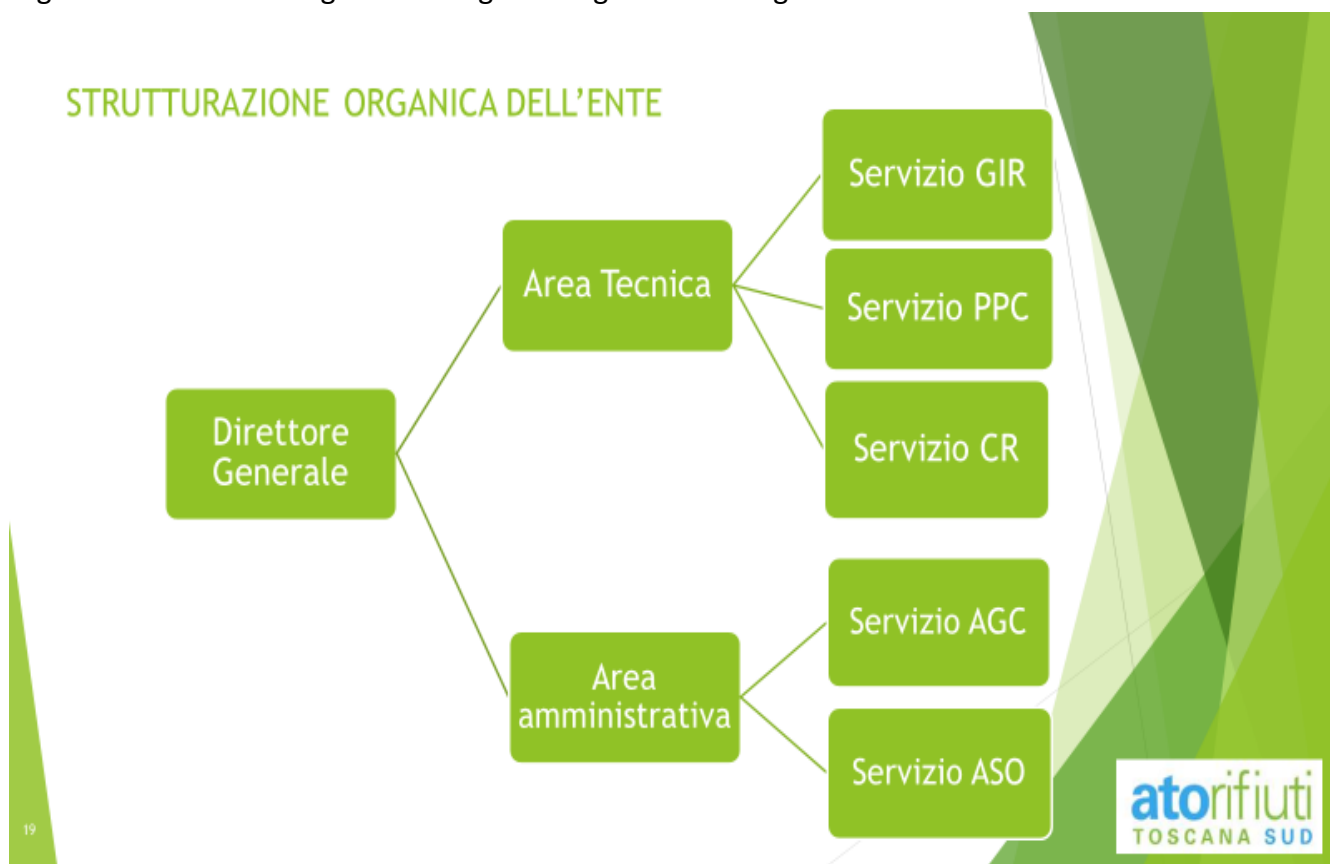 STRUTTURAZIONE ORGANICA DELL'ENTE
Servizio GIR
Area Tecnica
Servizio PPC
Servizio CR
Direttore
Generale
Servizio AGC
Area
amministrativa
Servizio ASO
19
atorifiuti
TOSCANA SUD